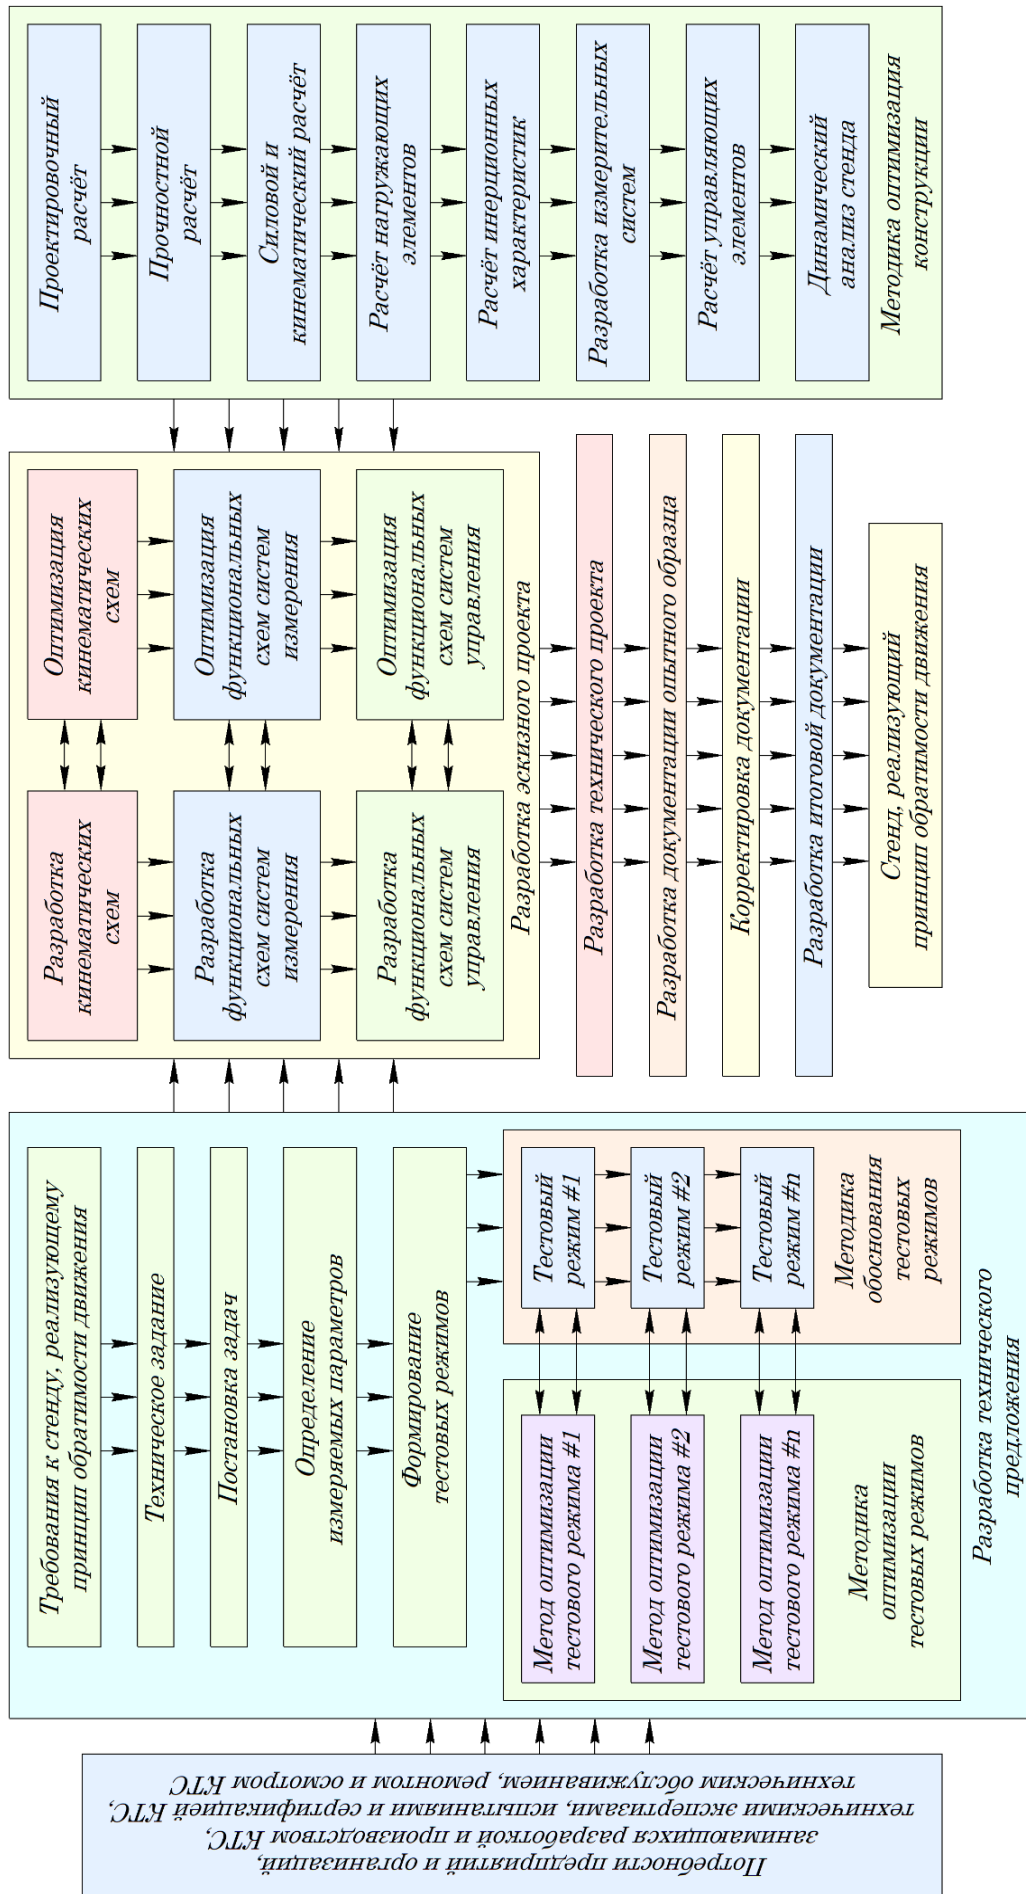 Потребности предприятий и организаций,
занимающихся разработкой и производством КТС,
техническими экспертизами, испытаниями и сертификацией КТС,
техническим обслуживанием, ремонтом и осмотром КТС
Требования к стенду, реализующему
принцип обратимости движения
Техническое задание
Постановка задач
Определение
измеряемых параметров
Формирование
тестовых режимов
Метод оптимизации
тестового режима #1
Метод оптимизации
тестового режима #2
Метод оптимизации
тестового режима #n
Методика
оптимизации
тестовых режимов
Тестовый
режим #1
Тестовый
режим #2
Тестовый
режим #n
Методика
обоснования
тестовых
режимов
Разработка технического
предложения
Разработка
кинематических
схем
Разработка
функциональных
схем систем
измерения
Разработка
функциональных
схем систем
управления
Оптимизация
кинематических
схем
Оптимизация
функциональных
схем систем
измерения
Оптимизация
функциональных
схем систем
управления
Разработка эскизного проекта
Разработка технического проекта
Разработка документации опытного образца
Корректировка документации
Разработка итоговой документации
Стенд, реализующий
принцип обратимости движения
Проектировочный
расчёт
Прочностной
расчёт
Силовой и
кинематический расчёт
Расчёт нагружающих
элементов
Расчёт инерционных
характеристик
Разработка измерительных
систем
Расчёт управляющих
элементов
Динамический
анализ стенда
Методика оптимизация
конструкции